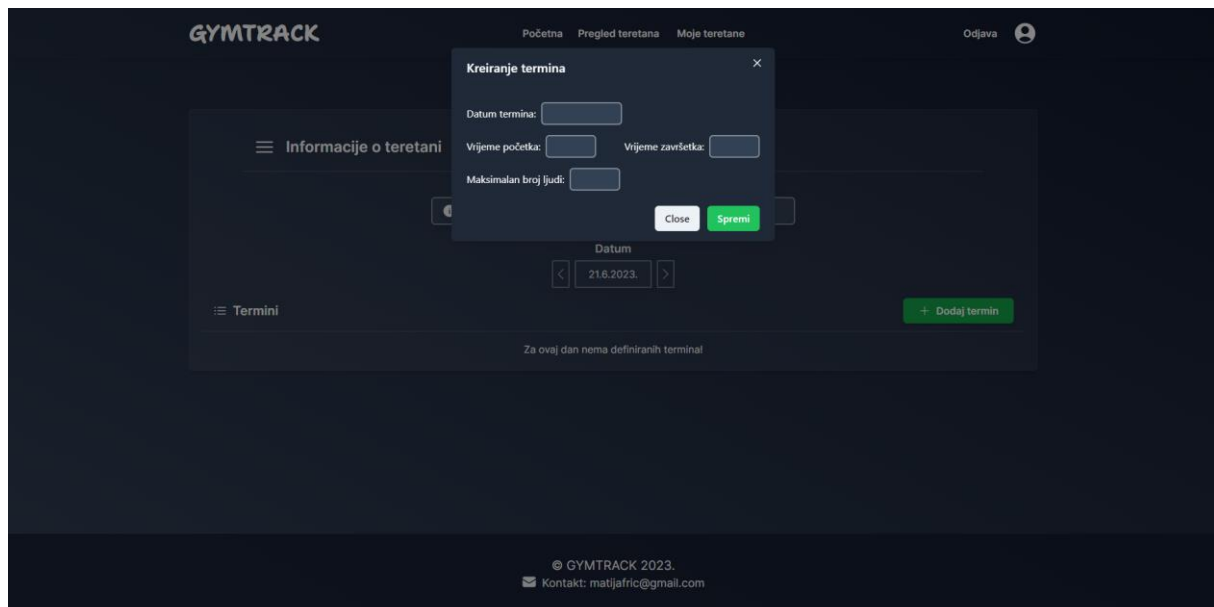 GYMTRACK
Početna Pregled teretana Moje teretane
Odjava
Kreiranje termina
Datum termina:
Vrijeme početka: Vrijeme završetka:
Maksimalan broj ljudi:
Close Spremi
Informacije o teretani
Datum
21.6.2023.
Termini
+ Dodaj termin
Za ovaj dan nema definiranih termina!
© GYMTRACK 2023.
Kontakt: matijafric@gmail.com